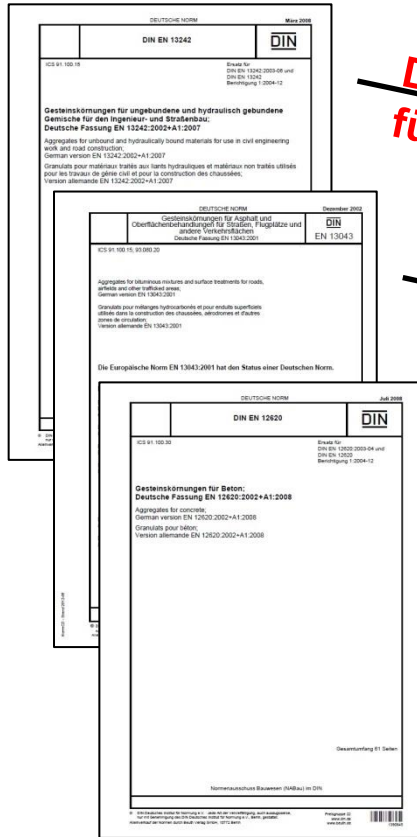 DEUTSCHE NORM
März 2008
DIN EN 13242
DIN
ICS 91.100.15
Ersatz für
DIN EN 13242:2003-06 und
DIN EN 13242
Berichtigung 1:2004-12
Gesteinskörnungen für ungebundene und hydraulisch gebundene
Gemische für den Ingenieur- und Straßenbau;
Deutsche Fassung EN 13242:2002+A1:2007
Aggregates for unbound and hydraulically bound materials for use in civil engineering
work and road construction;
German version EN 13242:2002+A1:2007
Granulats pour matériaux traités aux liants hydrauliques et matériaux non traités utilisés
pour les travaux de génie civil et pour la construction des chaussées;
Version allemande EN 13242:2002+A1:2007
DEUTSCHE NORM
Dezember 2002
Gesteinskörnungen für Asphalt und
Oberflächenbehandlungen für Straßen, Flugplätze und
andere Verkehrsflächen
Deutsche Fassung EN 13043:2001
DIN
EN 13043
ICS 91.100.15; 93.080.20
Aggregates for bituminous mixtures and surface treatments for roads,
airfields and other trafficked areas;
German version EN 13043:2001
Granulats pour mélanges hydrocarbonés et pour enduits superficiels
utilisés dans la construction des chaussées, aérodromes et d'autres
zones de circulation;
Version allemande EN 13043:2001
Die Europäische Norm EN 13043:2001 hat den Status einer Deutschen Norm.
DEUTSCHE NORM
Juli 2008
DIN EN 12620
DIN
ICS 91.100.30
Ersatz für
DIN EN 12620:2003-04 und
DIN EN 12620
Berichtigung 1:2004-12
Gesteinskörnungen für Beton;
Deutsche Fassung EN 12620:2002+A1:2008
Aggregates for concrete;
German version EN 12620:2002+A1:2008
Granulats pour béton;
Version allemande EN 12620:2002+A1:2008
Gesamtumfang 61 Seiten
Normenausschuss Bauwesen (NABau) im DIN
D
fü